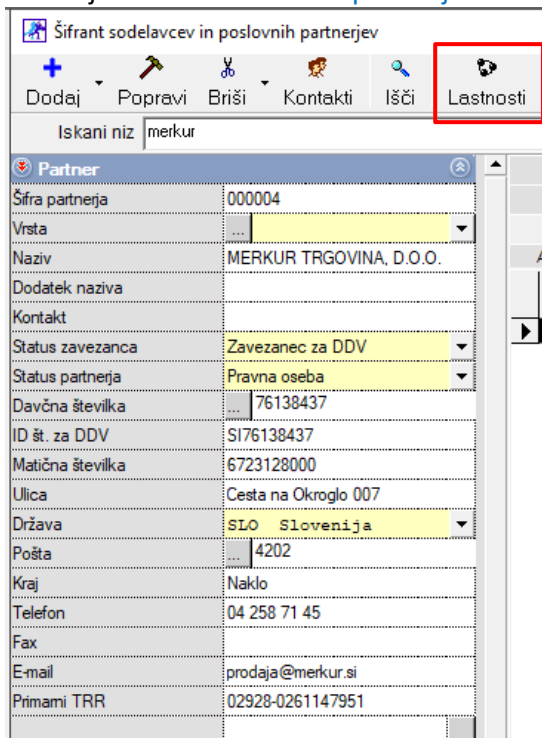 Šifrant sodelavcev in poslovnih partnerjev
Dodaj Popravi Briši Kontakti Išči Lastnosti
Iskani niz merkur
Partner
Šifra partnerja 000004
Vrsta ...
Naziv MERKUR TRGOVINA, D.O.O.
Dodatek naziva
Kontakt
Status zavezanca Zavezanec za DDV
Status partnerja Pravna oseba
Davčna številka ... 76138437
ID št. za DDV SI76138437
Matična številka 6723128000
Ulica Cesta na Okroglo 007
Država SLO Slovenija
Pošta ... 4202
Kraj Naklo
Telefon 04 258 71 45
Fax
E-mail prodaja@merkur.si
Primarni TRR 02928-0261147951